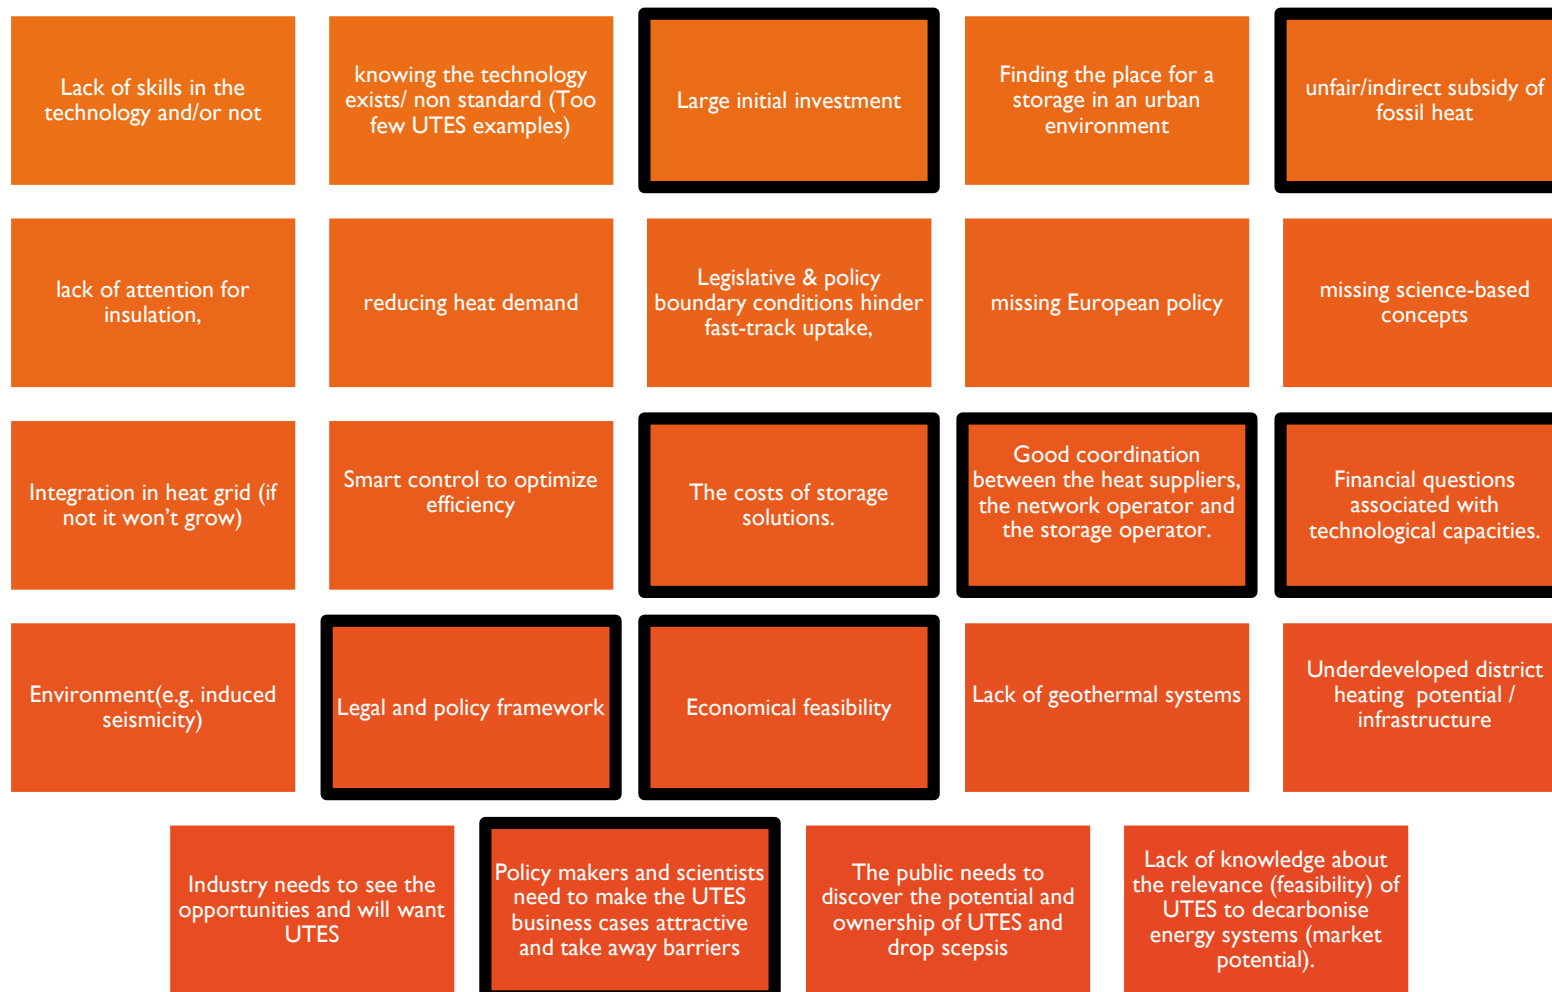 Lack of skills in the
technology and/or not
knowing the technology
exists/ non standard (Too
few UTES examples)
Large initial investment
Finding the place for a
storage in an urban
environment
unfair/indirect subsidy of
fossil heat
lack of attention for
insulation,
reducing heat demand
Legislative & policy
boundary conditions hinder
fast-track uptake,
missing European policy
missing science-based
concepts
Integration in heat grid (if
not it won't grow)
Smart control to optimize
efficiency
The costs of storage
solutions.
Good coordination
between the heat suppliers,
the network operator and
the storage operator.
Financial questions
associated with
technological capacities.
Environment(e.g. induced
seismicity)
Legal and policy framework
Economical feasibility
Lack of geothermal systems
Underdeveloped district
heating potential /
infrastructure
Industry needs to see the
opportunities and will want
UTES
Policy makers and scientists
need to make the UTES
business cases attractive
and take away barriers
The public needs to
discover the potential and
ownership of UTES and
drop scepsis
Lack of knowledge about
the relevance (feasibility) of
UTES to decarbonise
energy systems (market
potential).